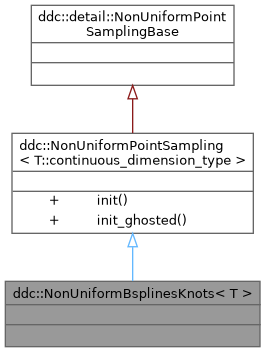 ddc::detail::NonUniformPoint
SamplingBase
ddc::NonUniformPointSampling
< T::continuous_dimension_type >
+ init()
+ init_ghosted()
ddc::NonUniformBsplinesKnots< T >